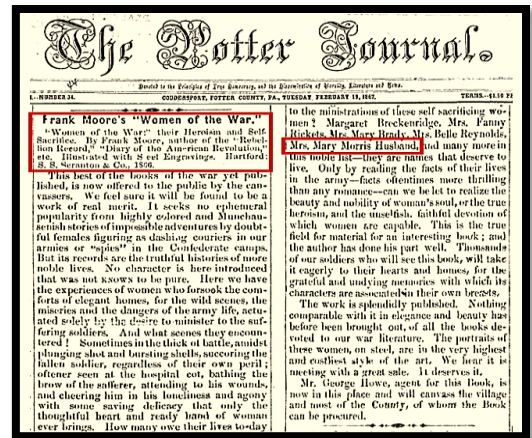 The Potter Journal.
Devoted to the Principles of True Democracy, and the Dissemination of Morality, Literature and News.
COUDERSPORT, POTTER COUNTY, PA., TUESDAY FEBRUARY 19, 1867.
TERMS.--$1.50
Frank Moore's "Women of the War."
"Women of the War;" their Heroism and Self-
Sacrifice. By Frank Moore, author of the "Rebel-
lion Record," "Diary of the American Revolution,"
etc. Illustrated with Steel Engravings. Hartford:
S. S. Scranton & Co., 1866.
This best of the books of the war yet pub-
lished, is now offered to the public by the can-
vassers. We feel sure it will be found to be a
work of real merit. It seeks no ephemeral
popularity from highly colored and Munchau-
senish stories of impossible adventures by doubt-
ful females figuring as dashing couriers in our
armies or "spies" in the Confederate camps.
But its records are the truthful histories of more
noble lives. No character is here introduced
that was not KNOWN to be pure. Here we have
the experiences of women who forsook the com-
forts of elegant homes, for the wild scenes, the
miseries and the dangers of the army life, actu-
ated solely by the desire to minister to the suf-
fering soldiers. And what scenes they encoun-
tered! Sometimes in the thick of battle, amidst
plunging shot and bursting shells, succoring the
fallen soldier, regardless of their own peril;
oftener seen at the hospital cot, bathing the
brow of the sufferer, attending to his wounds,
and cheering him in his loneliness and agony
with some saving delicacy that only the
thoughtful heart and ready hand of woman
ever brings. How many owe their lives to-day
to the ministrations of these self sacrificing wo-
men? Margaret Breckenridge, Mrs. Fanny
Rickets, Mrs. Mary Brady, Mrs. Belle Reynolds,
Mrs. Mary Morris Husband, and many more in
this noble list—they are names that deserve to
live. Only by reading the facts of their lives
in the army—facts oftentimes more thrilling
than any romance—can we be let to realize the
beauty and nobility of woman's soul, or the true
heroism, and the unselfish, faithful devotion of
which women are capable. This is the true
field for material for an interesting book; and
the author has done his part well. Thousands
of our soldiers who will see this book, will take
it eagerly to their hearts and homes, for the
grateful and undying memories with which its
characters are associated in their own breasts.
The work is splendidly published. Nothing
comparable with it in elegance and beauty has
before been brought out, of all the books de-
voted to our war literature. The portraits of
these women, on steel, are in the very highest
and costliest style of the art. We hear it is
meeting with a great sale. It deserves it.
Mr. George Howe, agent for this Book, is
now in this place and will canvass the village
and most of the County, of whom the Book
can be procured.